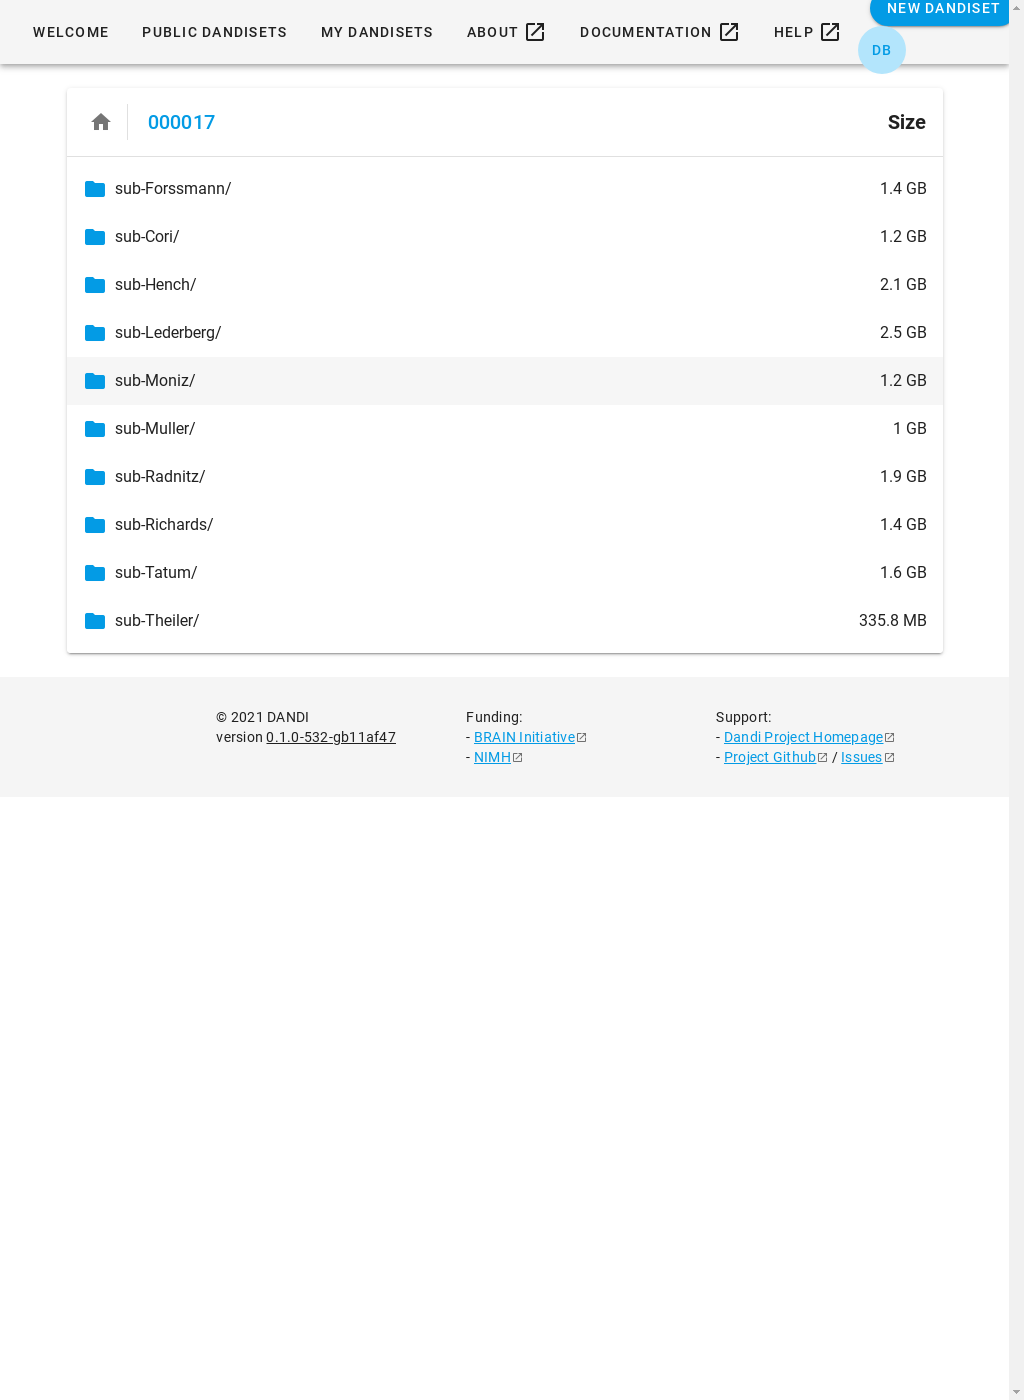 NEW DANDISET
WELCOME PUBLIC DANDISETS MY DANDISETS ABOUT DOCUMENTATION HELP
DB
000017 Size
sub-Forssmann/ 1.4 GB
sub-Cori/ 1.2 GB
sub-Hench/ 2.1 GB
sub-Lederberg/ 2.5 GB
sub-Moniz/ 1.2 GB
sub-Muller/ 1 GB
sub-Radnitz/ 1.9 GB
sub-Richards/ 1.4 GB
sub-Tatum/ 1.6 GB
sub-Theiler/ 335.8 MB
© 2021 DANDI Funding: Support:
version 0.1.0-532-gb11af47 - BRAIN Initiative - Dandi Project Homepage
- NIMH - Project Github / Issues